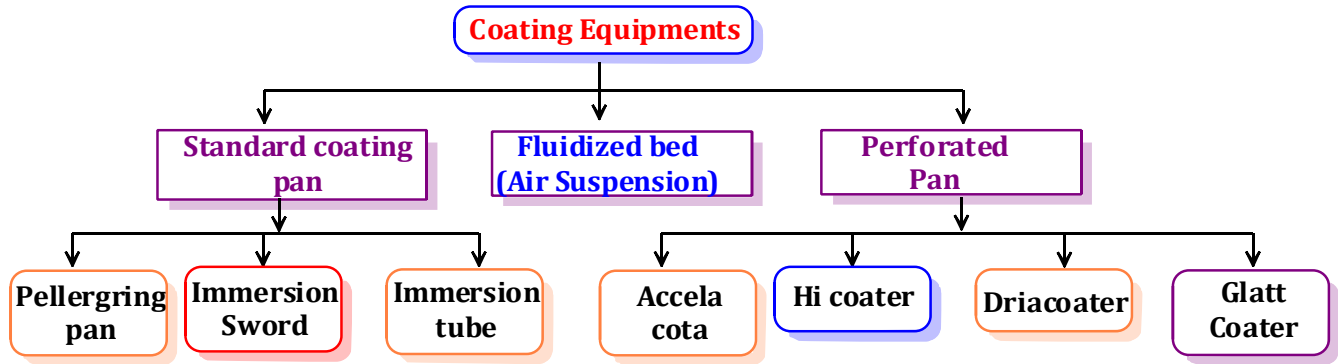 Coating Equipments
Standard coating
pan
Fluidized bed
(Air Suspension)
Perforated
Pan
Pellergring
pan
Immersion
Sword
Immersion
tube
Accela
cota
Hi coater
Driacoater
Glatt
Coater